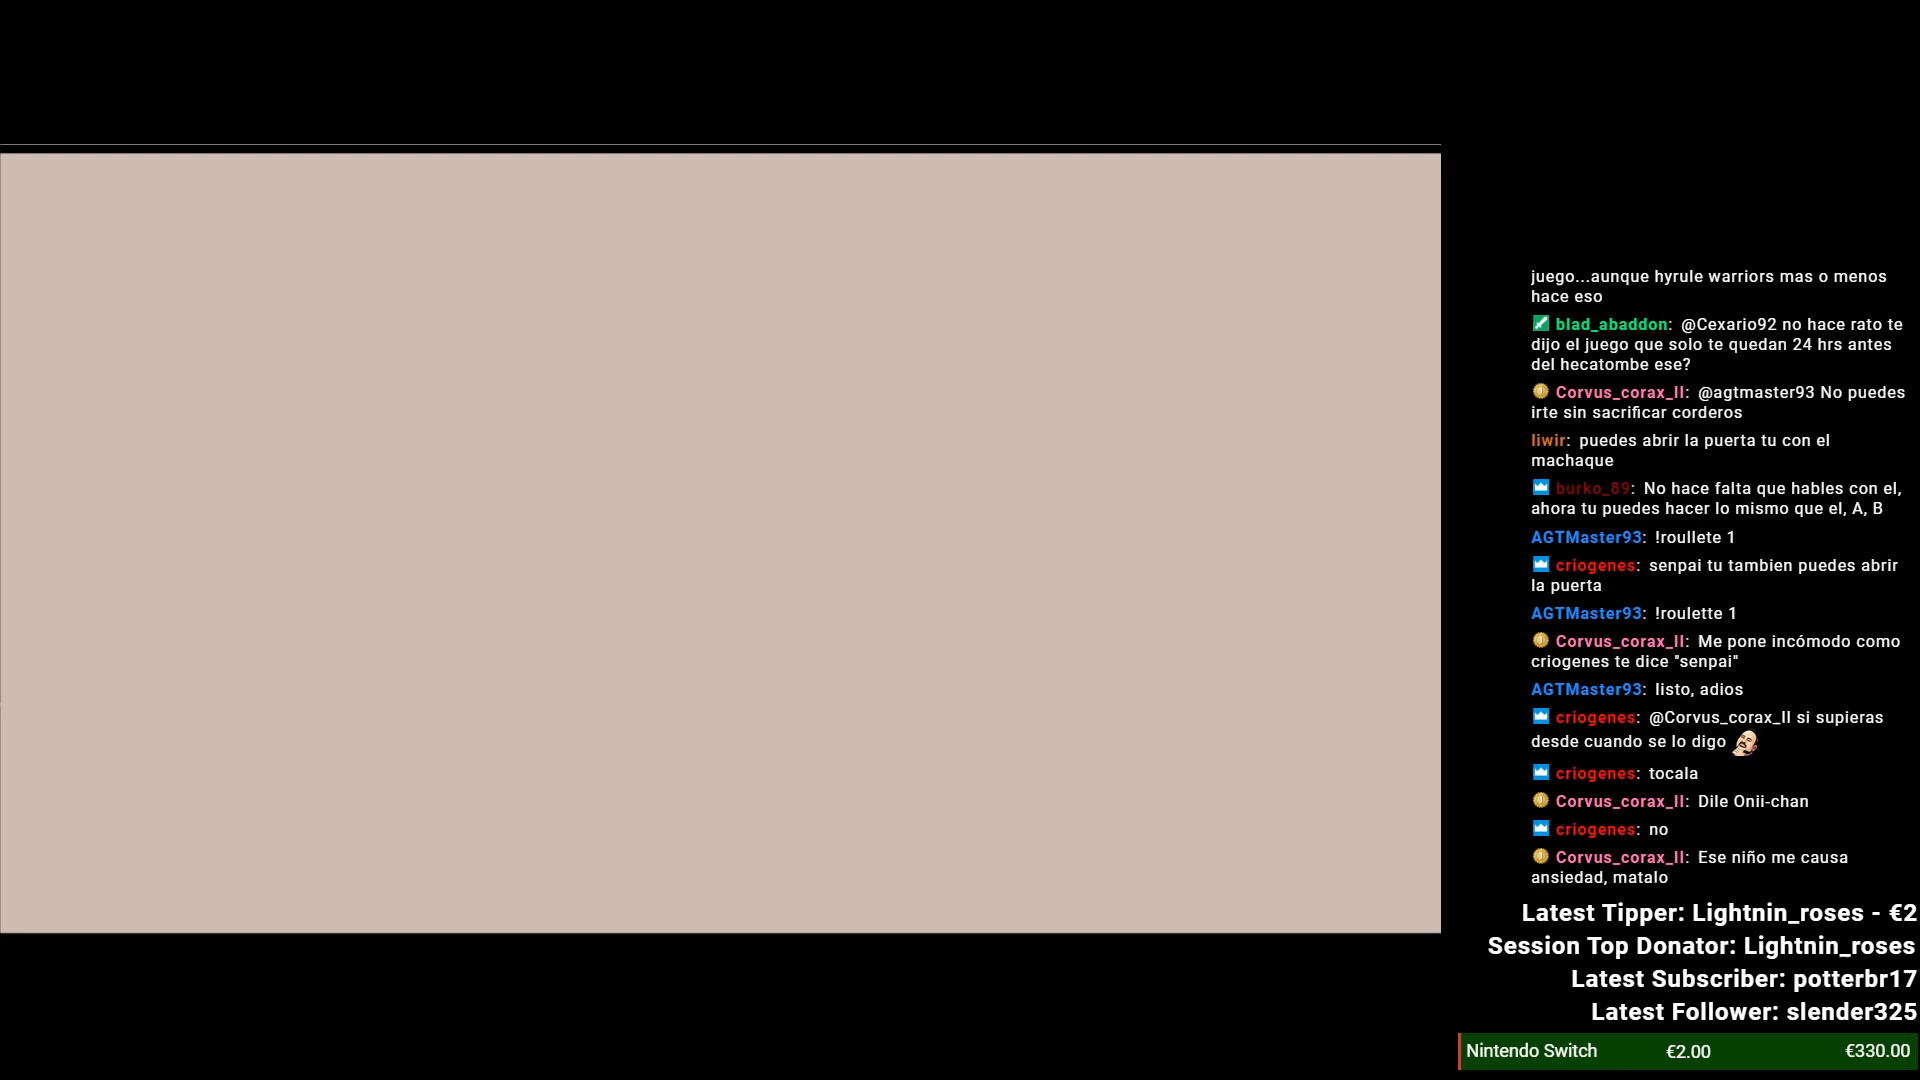 juego...aunque hyrule warriors mas o menos
hace eso
blad_abaddon: @Cexario92 no hace rato te
dijo el juego que solo te quedan 24 hrs antes
del hecatombe ese?
Corvus_corax_II: @agtmaster93 No puedes
irte sin sacrificar corderos
liwir: puedes abrir la puerta tu con el
machaque
burko_89: No hace falta que hables con el,
ahora tu puedes hacer lo mismo que el, A, B
AGTMaster93: !roullete 1
criogenes: senpai tu tambien puedes abrir
la puerta
AGTMaster93: !roulette 1
Corvus_corax_II: Me pone incómodo como
criogenes te dice "senpai"
AGTMaster93: listo, adios
criogenes: @Corvus_corax_II si supieras
desde cuando se lo digo
criogenes: tocala
Corvus_corax_II: Dile Onii-chan
criogenes: no
Corvus_corax_II: Ese niño me causa
ansiedad, matalo
Latest Tipper: Lightnin_roses - €2
Session Top Donator: Lightnin_roses
Latest Subscriber: potterbr17
Latest Follower: slender325
Nintendo Switch €2.00 €330.00